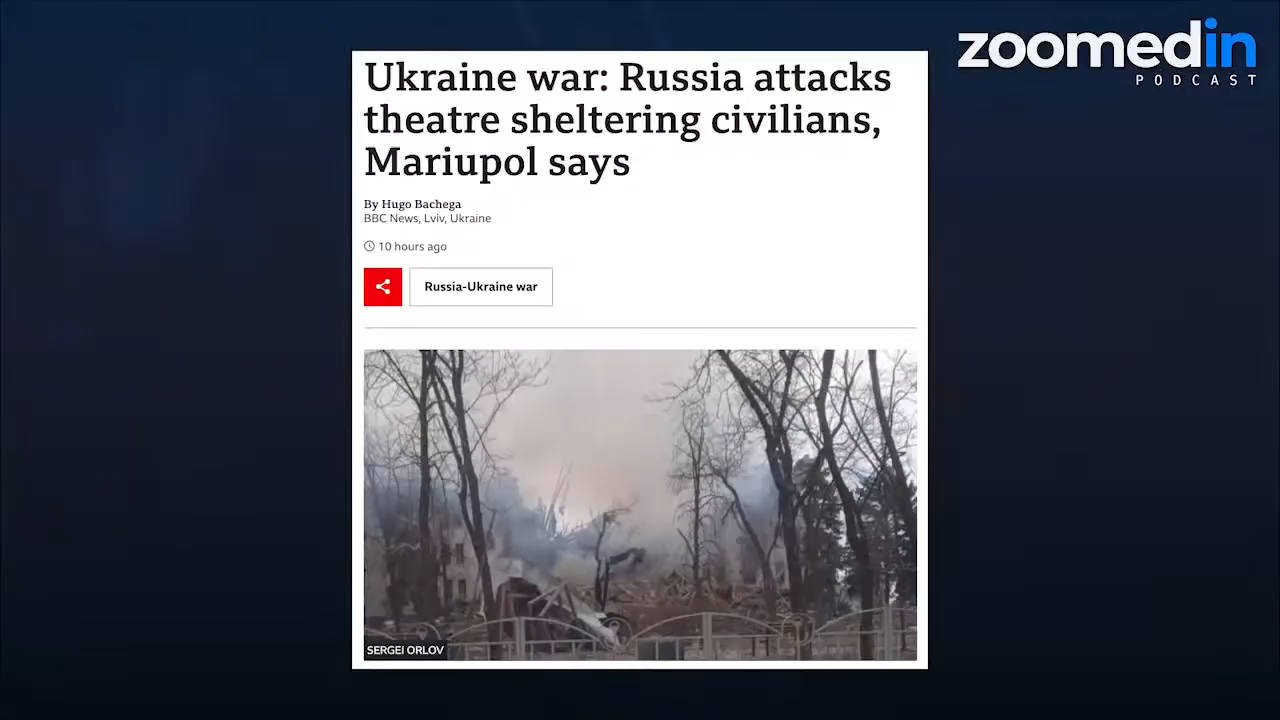 zoomedin
PODCAST
Ukraine war: Russia attacks
theatre sheltering civilians,
Mariupol says
By Hugo Bachega
BBC News, Lviv, Ukraine
10 hours ago
Russia-Ukraine war
SERGEI ORLOV